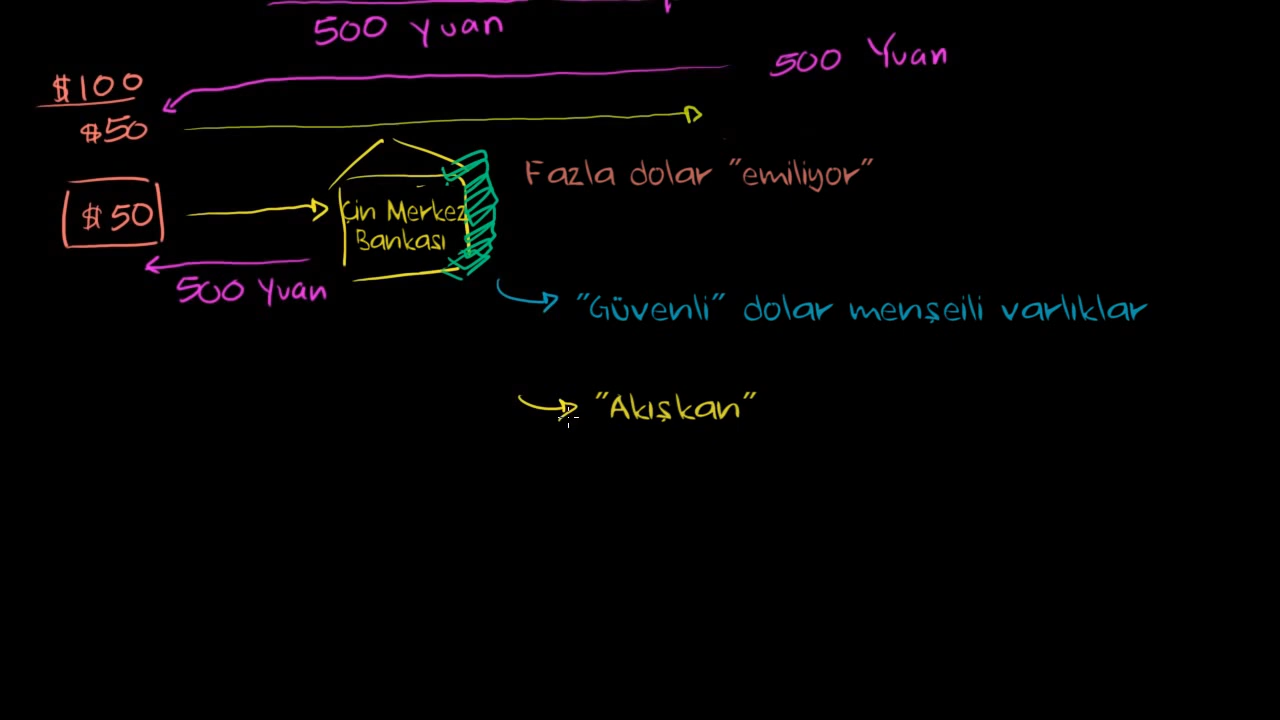 500 Yuan
500 Yuan
$100
$50
Fazla dolar "emiliyor"
$50
Çin Merkez
Bankası
500 Yuan
"Güvenli" dolar menşeili varlıklar
"Akışkan"